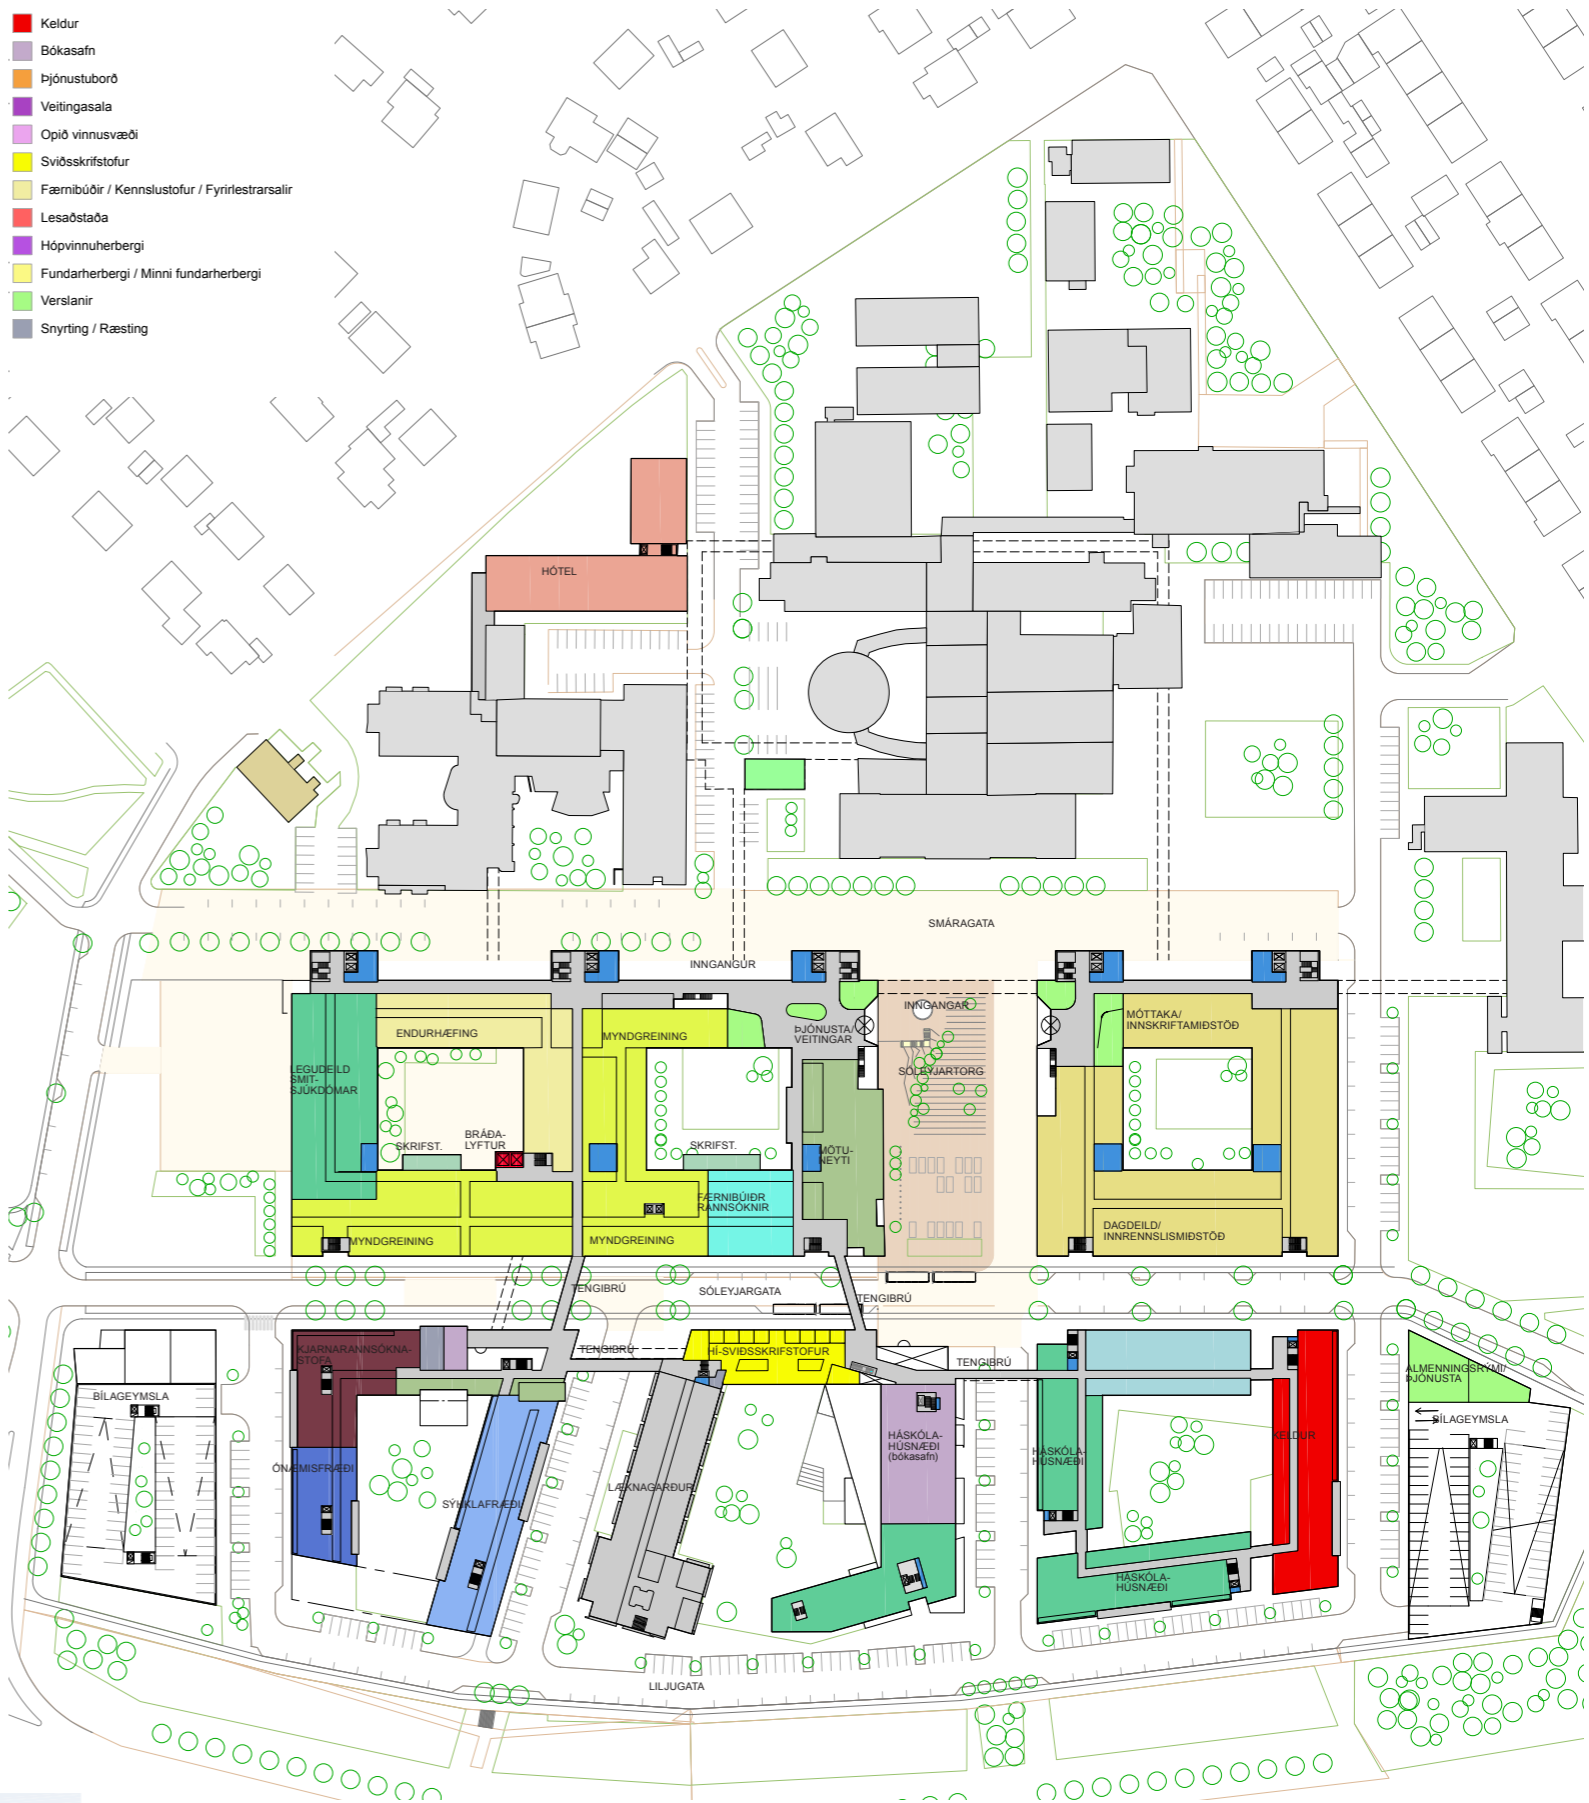 Keldur
Bókasafn
Þjónustuborð
Veitingasala
Opið vinnusvæði
Sviðsskrifstofur
Færnibúðir / Kennslustofur / Fyrirlestrarsalir
Lesaðstaða
Hópvinnuherbergi
Fundarherbergi / Minni fundarherbergi
Verslanir
Snyrting / Ræsting
HÓTEL
SMÁRAGATA
INNGANGUR
INNGANGAR
ÞJÓNUSTA/
VEITINGAR
MÓTTAKA/
INNSKRIFTAMIÐSTÖÐ
ENDURHÆFING
MYNDGREINING
LEGUDEILD
SMIT-
SJÚKDÓMAR
SÓLEYJARTORG
BRÁÐA-
LYFTUR
SKRIFST.
SKRIFST.
MÖTU-
NEYTI
FÆRNIBÚIÐR
RANNSÓKNIR
DAGDEILD/
INNRENNSLISMIÐSTÖÐ
MYNDGREINING
MYNDGREINING
TENGIBRÚ
SÓLEYJARGATA
TENGIBRÚ
KJARNARANNSÓKNA-
STOFA
TENGIBRÚ
HÍ-SVIÐSSKRIFSTOFUR
TENGIBRÚ
ALMENNINGSRÝMI/
ÞJÓNUSTA
BÍLAGEYMSLA
BÍLAGEYMSLA
HÁSKÓLA-
HÚSNÆÐI
(bókasafn)
HÁSKÓLA-
HÚSNÆÐI
KELDUR
ÓNÆMISFRÆÐI
SÝHKLAFRÆÐI
LÆKNAGARÐUR
HÁSKÓLA-
HÚSNÆÐI
LILJUGATA